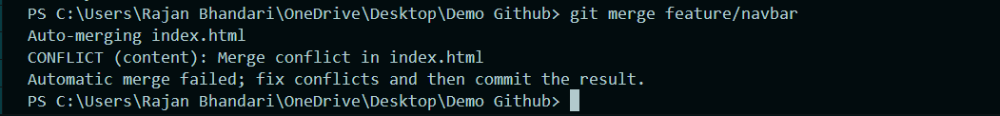 PS C:\Users\Rajan Bhandari\OneDrive\Desktop\Demo Github> git merge feature/navbar
Auto-merging index.html
CONFLICT (content): Merge conflict in index.html
Automatic merge failed; fix conflicts and then commit the result.
PS C:\Users\Rajan Bhandari\OneDrive\Desktop\Demo Github>